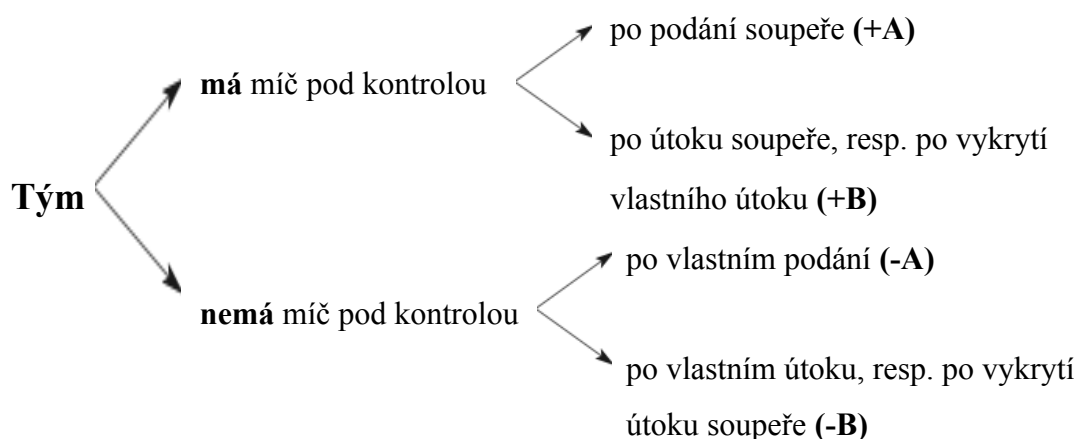 po podání soupeře (+A)
má míč pod kontrolou
po útoku soupeře, resp. po vykrytí
vlastního útoku (+B)
Tým
po vlastním podání (-A)
nemá míč pod kontrolou
po vlastním útoku, resp. po vykrytí
útoku soupeře (-B)